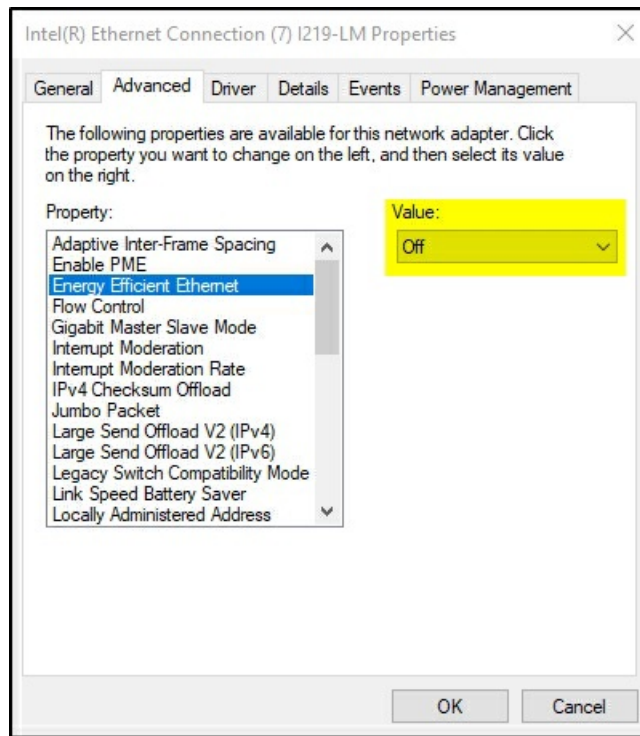 Intel(R) Ethernet Connection (7) I219-LM Properties
General Advanced Driver Details Events Power Management
The following properties are available for this network adapter. Click
the property you want to change on the left, and then select its value
on the right.
Property:
Value:
Adaptive Inter-Frame Spacing
Enable PME
Energy Efficient Ethernet
Flow Control
Gigabit Master Slave Mode
Interrupt Moderation
Interrupt Moderation Rate
IPv4 Checksum Offload
Jumbo Packet
Large Send Offload V2 (IPv4)
Large Send Offload V2 (IPv6)
Legacy Switch Compatibility Mode
Link Speed Battery Saver
Locally Administered Address
Off
OK Cancel